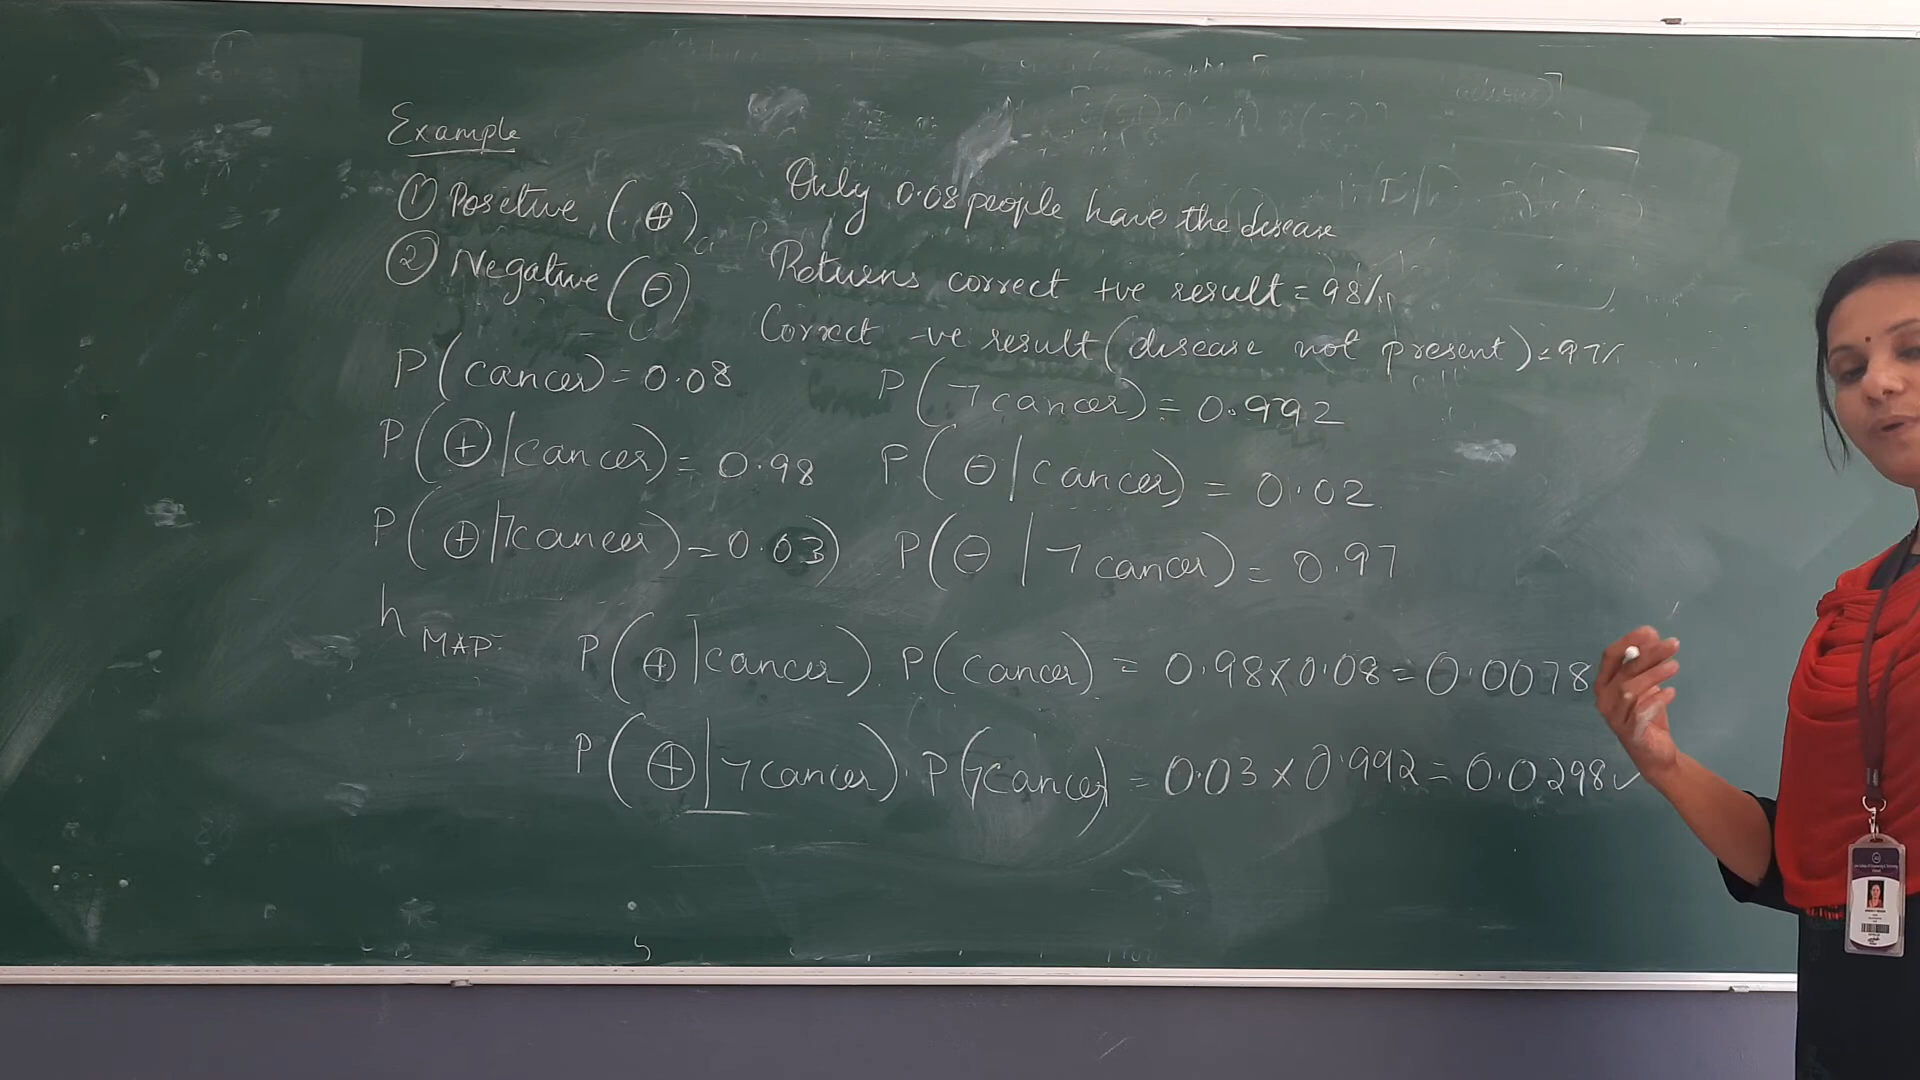 Example
① Positive (⊕)
Only 0.08 people have the disease
② Negative (⊖)
Returns correct +ve result = 98%
Correct -ve result (disease not present) = 97%
P(cancer) = 0.08 P(¬cancer) = 0.992
P(⊕|cancer) = 0.98 P(⊖|cancer) = 0.02
P(⊕|¬cancer) = 0.03) P(⊖|¬cancer) = 0.97
h MAP = P(⊕|cancer). P(cancer) = 0.98 x 0.08 = 0.0078
P(⊕|¬cancer). P(¬cancer) = 0.03 x 0.992 = 0.0298 ✓